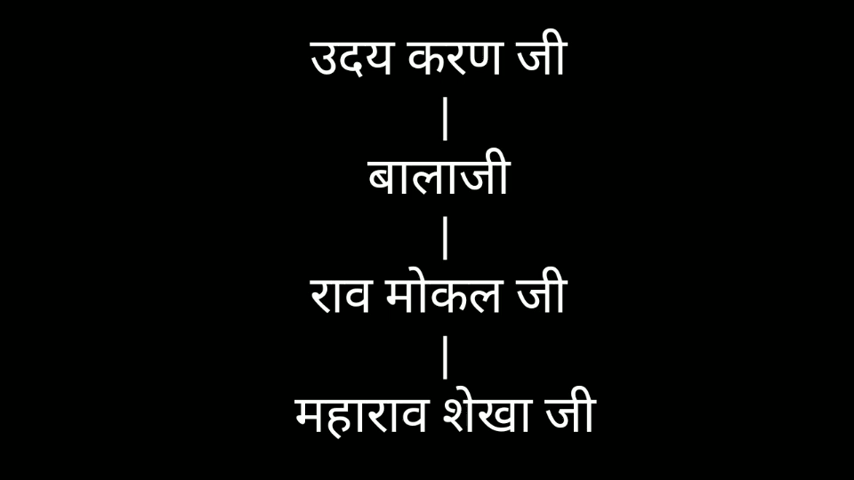 उदय करण जी
|
बालाजी
|
राव मोकल जी
|
महाराव शेखा जी